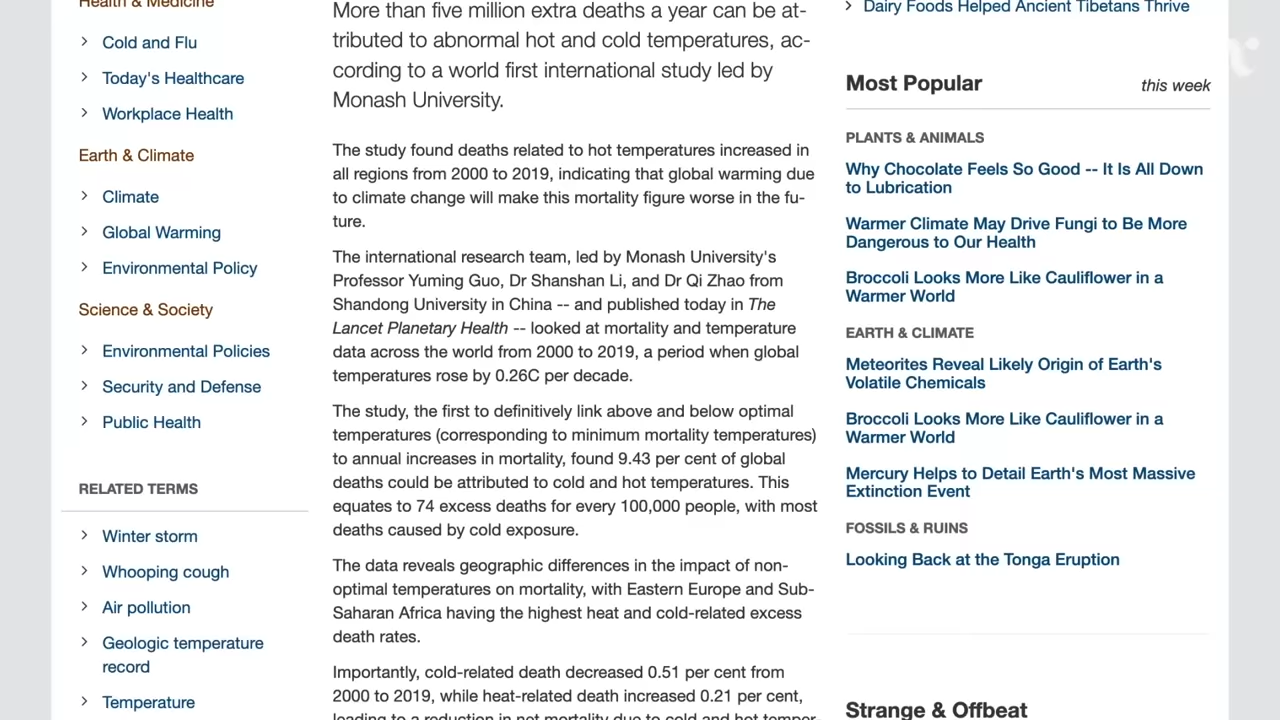 Health & Medicine
Cold and Flu
Today's Healthcare
Workplace Health
Earth & Climate
Climate
Global Warming
Environmental Policy
Science & Society
Environmental Policies
Security and Defense
Public Health
RELATED TERMS
Winter storm
Whooping cough
Air pollution
Geologic temperature
record
Temperature
More than five million extra deaths a year can be at-
tributed to abnormal hot and cold temperatures, ac-
cording to a world first international study led by
Monash University.
The study found deaths related to hot temperatures increased in
all regions from 2000 to 2019, indicating that global warming due
to climate change will make this mortality figure worse in the fu-
ture.
The international research team, led by Monash University's
Professor Yuming Guo, Dr Shanshan Li, and Dr Qi Zhao from
Shandong University in China -- and published today in The
Lancet Planetary Health -- looked at mortality and temperature
data across the world from 2000 to 2019, a period when global
temperatures rose by 0.26C per decade.
The study, the first to definitively link above and below optimal
temperatures (corresponding to minimum mortality temperatures)
to annual increases in mortality, found 9.43 per cent of global
deaths could be attributed to cold and hot temperatures. This
equates to 74 excess deaths for every 100,000 people, with most
deaths caused by cold exposure.
The data reveals geographic differences in the impact of non-
optimal temperatures on mortality, with Eastern Europe and Sub-
Saharan Africa having the highest heat and cold-related excess
death rates.
Importantly, cold-related death decreased 0.51 per cent from
2000 to 2019, while heat-related death increased 0.21 per cent,
leading to a reduction in net mortality due to cold and hot temper-
Dairy Foods Helped Ancient Tibetans Thrive
Most Popular this week
PLANTS & ANIMALS
Why Chocolate Feels So Good -- It Is All Down
to Lubrication
Warmer Climate May Drive Fungi to Be More
Dangerous to Our Health
Broccoli Looks More Like Cauliflower in a
Warmer World
EARTH & CLIMATE
Meteorites Reveal Likely Origin of Earth's
Volatile Chemicals
Broccoli Looks More Like Cauliflower in a
Warmer World
Mercury Helps to Detail Earth's Most Massive
Extinction Event
FOSSILS & RUINS
Looking Back at the Tonga Eruption
Strange & Offbeat